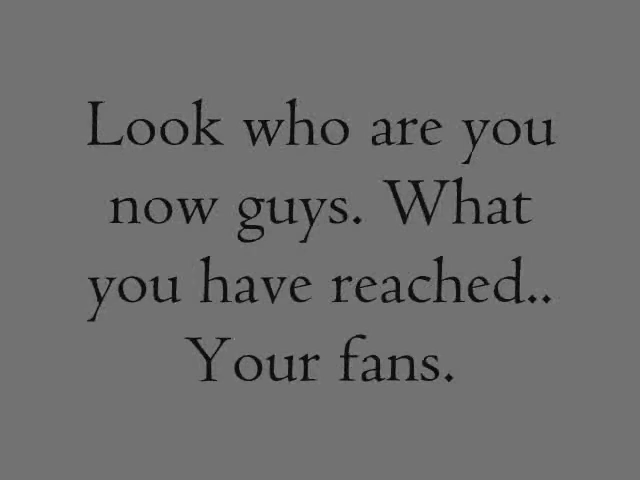 Look who are you
now guys. What
you have reached..
Your fans.